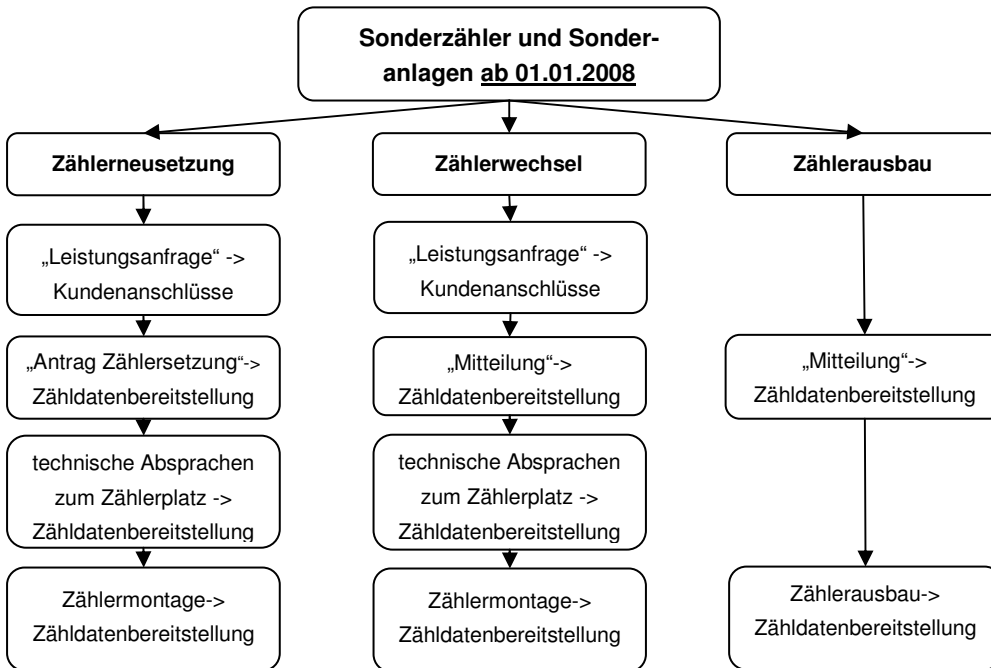 Sonderzähler und Sonder-
anlagen ab 01.01.2008
Zählerneusetzung
„Leistungsanfrage“ ->
Kundenanschlüsse
„Antrag Zählersetzung“->
Zähldatenbereitstellung
technische Absprachen
zum Zählerplatz ->
Zähldatenbereitstellung
Zählermontage->
Zähldatenbereitstellung
Zählerwechsel
„Leistungsanfrage“ ->
Kundenanschlüsse
„Mitteilung“->
Zähldatenbereitstellung
technische Absprachen
zum Zählerplatz ->
Zähldatenbereitstellung
Zählermontage->
Zähldatenbereitstellung
Zählerausbau
„Mitteilung“->
Zähldatenbereitstellung
Zählerausbau->
Zähldatenbereitstellung